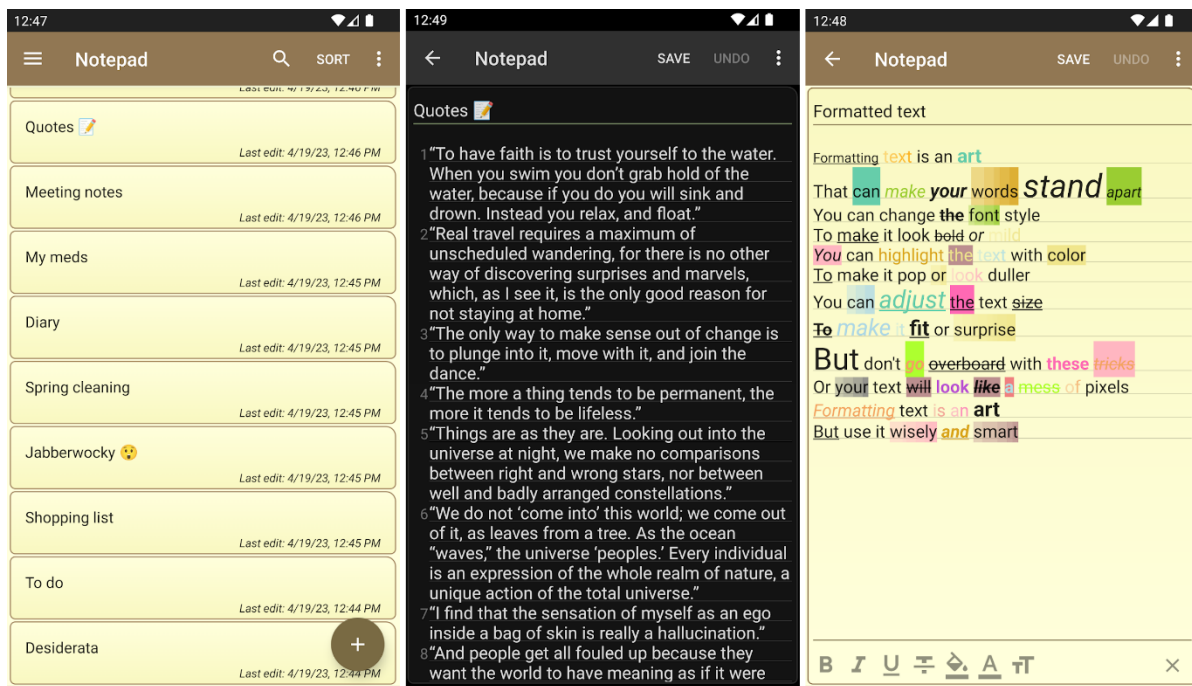 12:47
Notepad SORT
Last edit: 4/19/23, 12:46 PM
Quotes 📝
Last edit: 4/19/23, 12:46 PM
Meeting notes
Last edit: 4/19/23, 12:46 PM
My meds
Last edit: 4/19/23, 12:45 PM
Diary
Last edit: 4/19/23, 12:45 PM
Spring cleaning
Last edit: 4/19/23, 12:45 PM
Jabberwocky 😲
Last edit: 4/19/23, 12:45 PM
Shopping list
Last edit: 4/19/23, 12:45 PM
To do
Last edit: 4/19/23, 12:44 PM
Desiderata
Last edit: 4/19/23, 12:44 PM
12:49
Notepad SAVE UNDO
Quotes 📝
1 “To have faith is to trust yourself to the water.
When you swim you don’t grab hold of the
water, because if you do you will sink and
drown. Instead you relax, and float.”
2 “Real travel requires a maximum of
unscheduled wandering, for there is no other
way of discovering surprises and marvels,
which, as I see it, is the only good reason for
not staying at home.”
3 “The only way to make sense out of change is
to plunge into it, move with it, and join the
dance.”
4 “The more a thing tends to be permanent, the
more it tends to be lifeless.”
5 “Things are as they are. Looking out into the
universe at night, we make no comparisons
between right and wrong stars, nor between
well and badly arranged constellations.”
6 “We do not ‘come into’ this world; we come out
of it, as leaves from a tree. As the ocean
“waves,” the universe ‘peoples.’ Every individual
is an expression of the whole realm of nature, a
unique action of the total universe.”
7 “I find that the sensation of myself as an ego
inside a bag of skin is really a hallucination.”
8 “And people get all fouled up because they
want the world to have meaning as if it were
12:48
Notepad SAVE UNDO
Formatted text
Formatting text is an art
That can make your words stand apart
You can change the font style
To make it look bold or mild
You can highlight the text with color
To make it pop or look duller
You can adjust the text size
To make it fit or surprise
But don't go overboard with these tricks
Or your text will look like a mess of pixels
Formatting text is an art
But use it wisely and smart
B I U T A TT